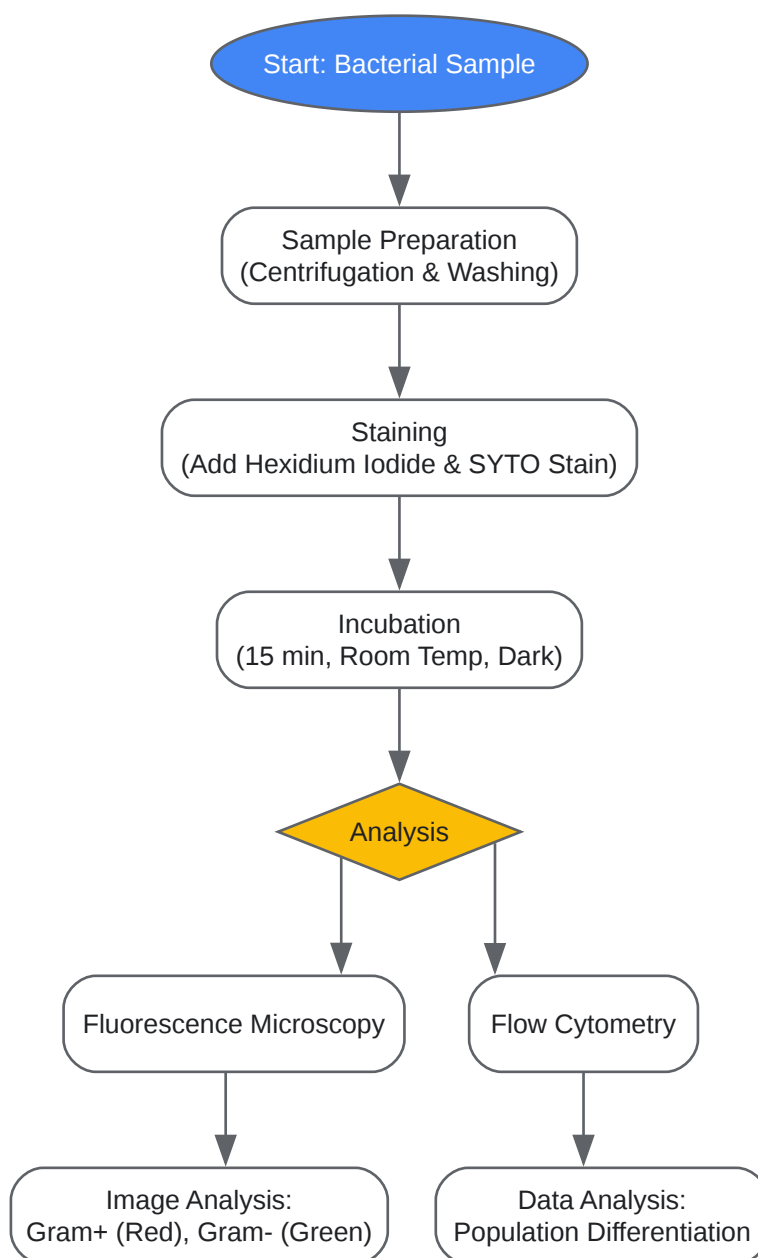 Start: Bacterial Sample
Sample Preparation
(Centrifugation & Washing)
Staining
(Add Hexidium Iodide & SYTO Stain)
Incubation
(15 min, Room Temp, Dark)
Analysis
Fluorescence Microscopy
Flow Cytometry
Image Analysis:
Gram+ (Red), Gram- (Green)
Data Analysis:
Population Differentiation